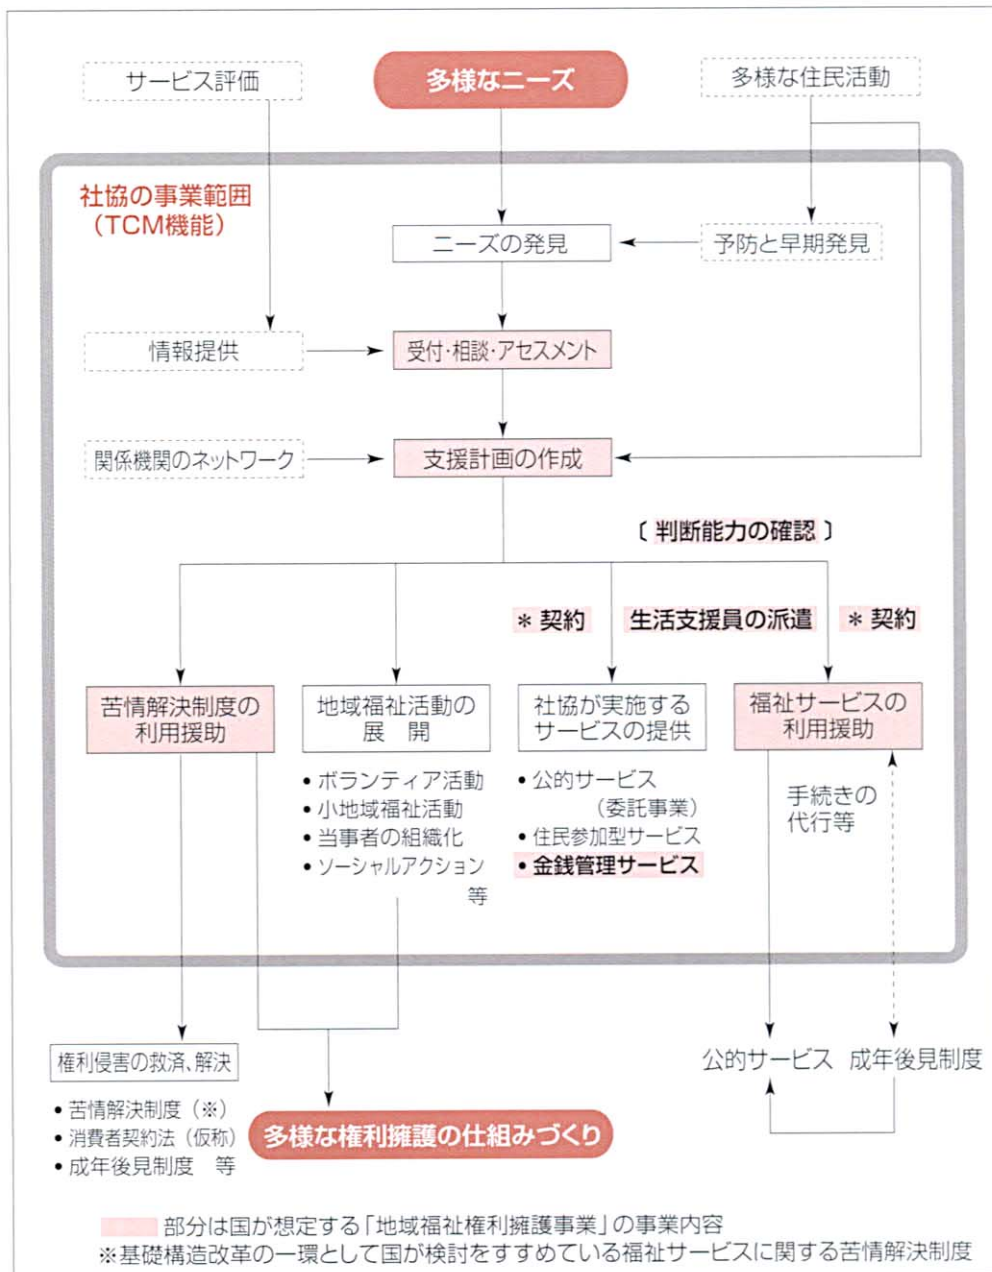 サービス評価
多様なニーズ
多様な住民活動
社協の事業範囲
（TCM機能）
ニーズの発見
予防と早期発見
情報提供
受付・相談・アセスメント
関係機関のネットワーク
支援計画の作成
〔 判断能力の確認 〕
＊ 契約
生活支援員の派遣
＊ 契約
苦情解決制度の
利用援助
地域福祉活動の
展　開
• ボランティア活動
• 小地域福祉活動
• 当事者の組織化
• ソーシャルアクション
等
社協が実施する
サービスの提供
• 公的サービス
（委託事業）
• 住民参加型サービス
• 金銭管理サービス
福祉サービスの
利用援助
手続きの
代行等
権利侵害の救済、解決
• 苦情解決制度（※）
• 消費者契約法（仮称）
• 成年後見制度　等
多様な権利擁護の仕組みづくり
公的サービス
成年後見制度
部分は国が想定する「地域福祉権利擁護事業」の事業内容
※基礎構造改革の一環として国が検討をすすめている福祉サービスに関する苦情解決制度